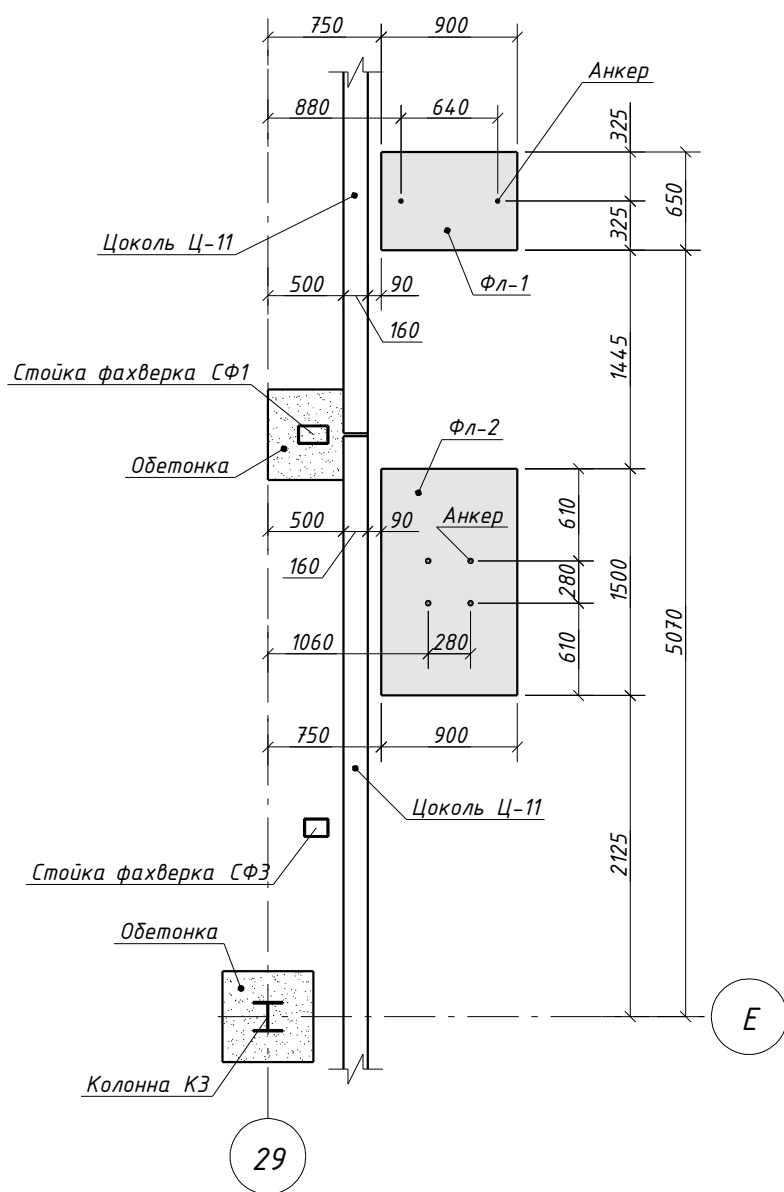 750 900
Анкер
880 640
325
650
Цоколь Ц-11
325
Фл-1
500 90
160
1445
Стойка фахверка СФ1
Фл-2
Обетонка
610
500 90
Анкер
160
280
1500
1060 280
610
5070
750 900
Цоколь Ц-11
2125
Стойка фахверка СФ3
Обетонка
Е
Колонна К3
29